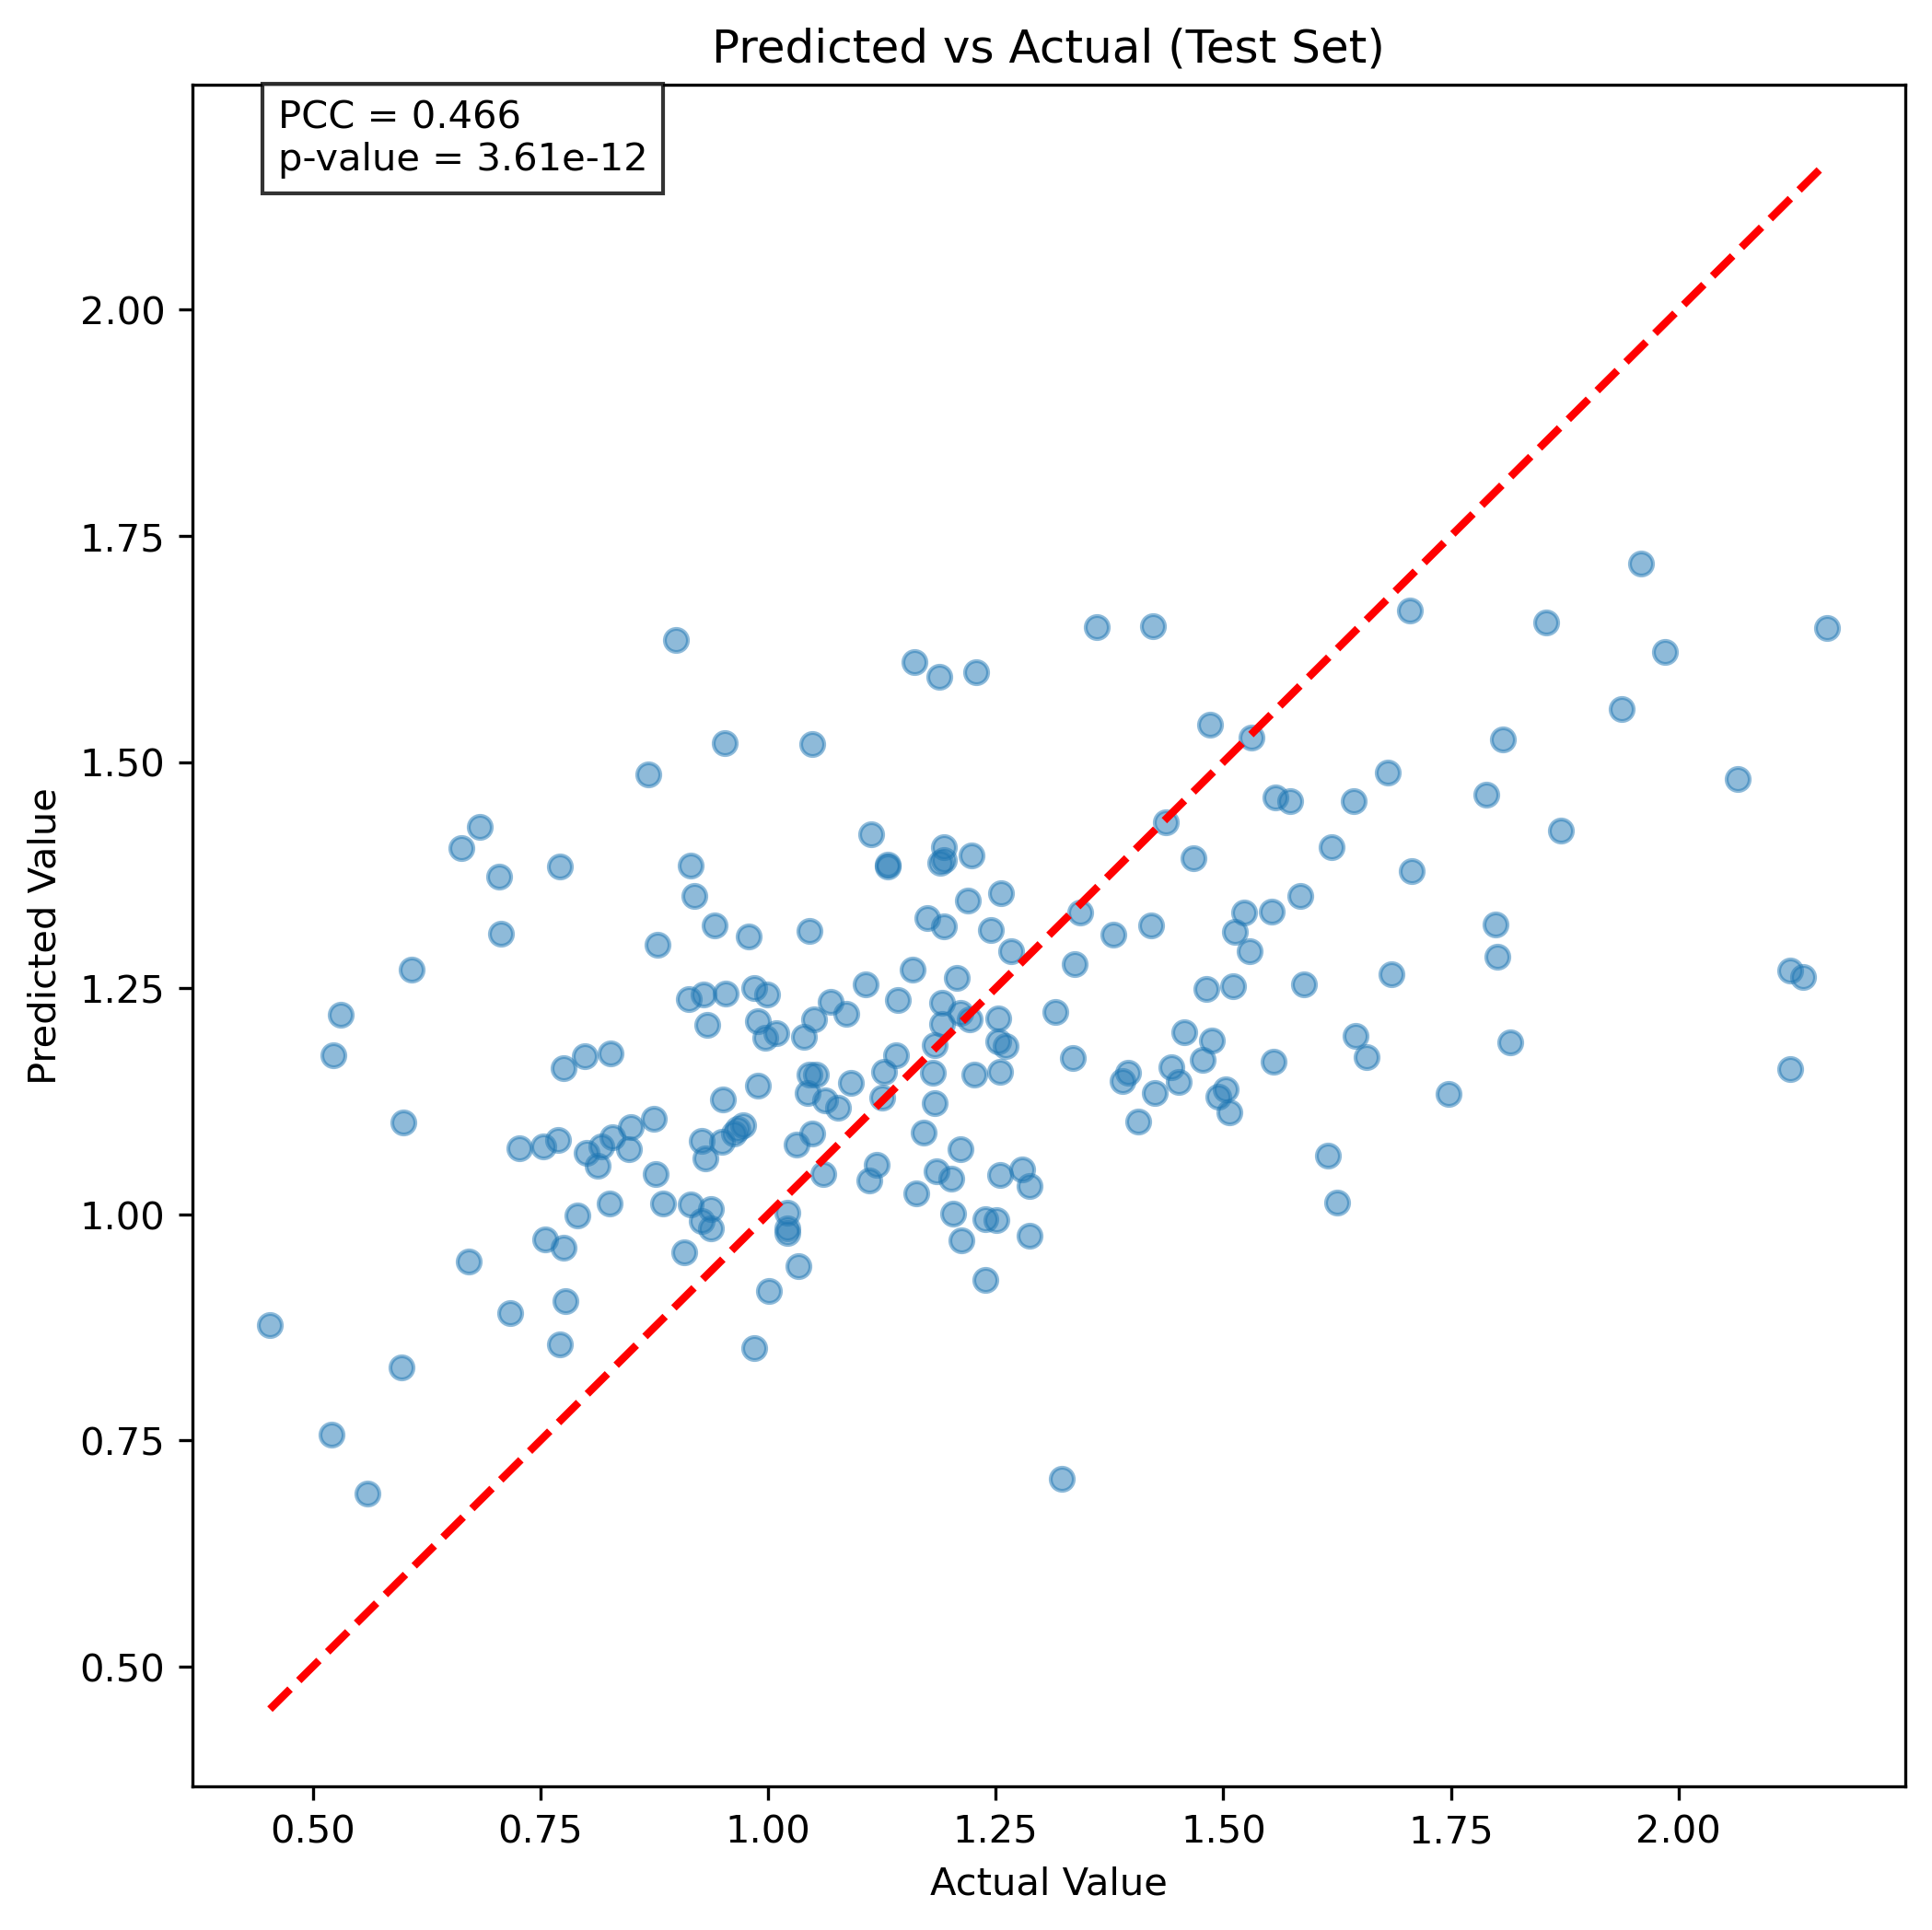 Predicted vs Actual (Test Set)
PCC = 0.466
p-value = 3.61e-12
2.00
1.75
1.50
1.25
1.00
0.75
0.50
Predicted Value
0.50 0.75 1.00 1.25 1.50 1.75 2.00
Actual Value